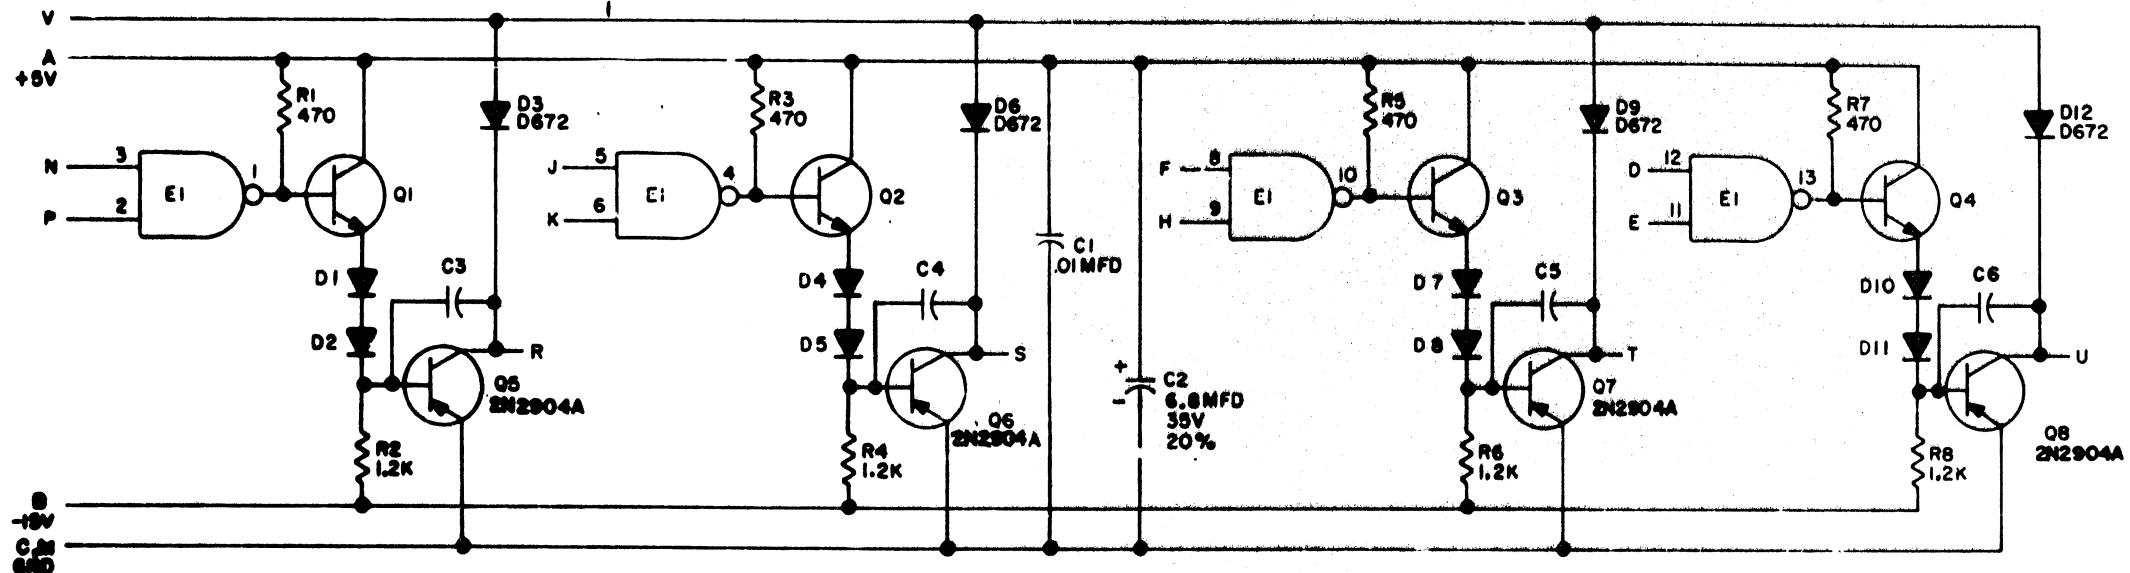 V
A
+5V
R1
470
D3
D672
R3
470
D6
D672
R5
470
D9
D672
R7
470
D12
D672
N
3
P
2
E1
1
Q1
J
5
K
6
E1
4
Q2
F
8
H
9
E1
10
Q3
D
12
E
11
E1
13
Q4
C1
.01MFD
D1
C3
D2
R
Q5
2N2904A
R2
1.2K
D4
C4
D5
S
Q6
2N2904A
R4
1.2K
+
-
C2
6.8MFD
35V
20%
D7
C5
D8
T
Q7
2N2904A
R6
1.2K
D10
C6
D11
U
Q8
2N2904A
R8
1.2K
B
-15V
C,M
GND